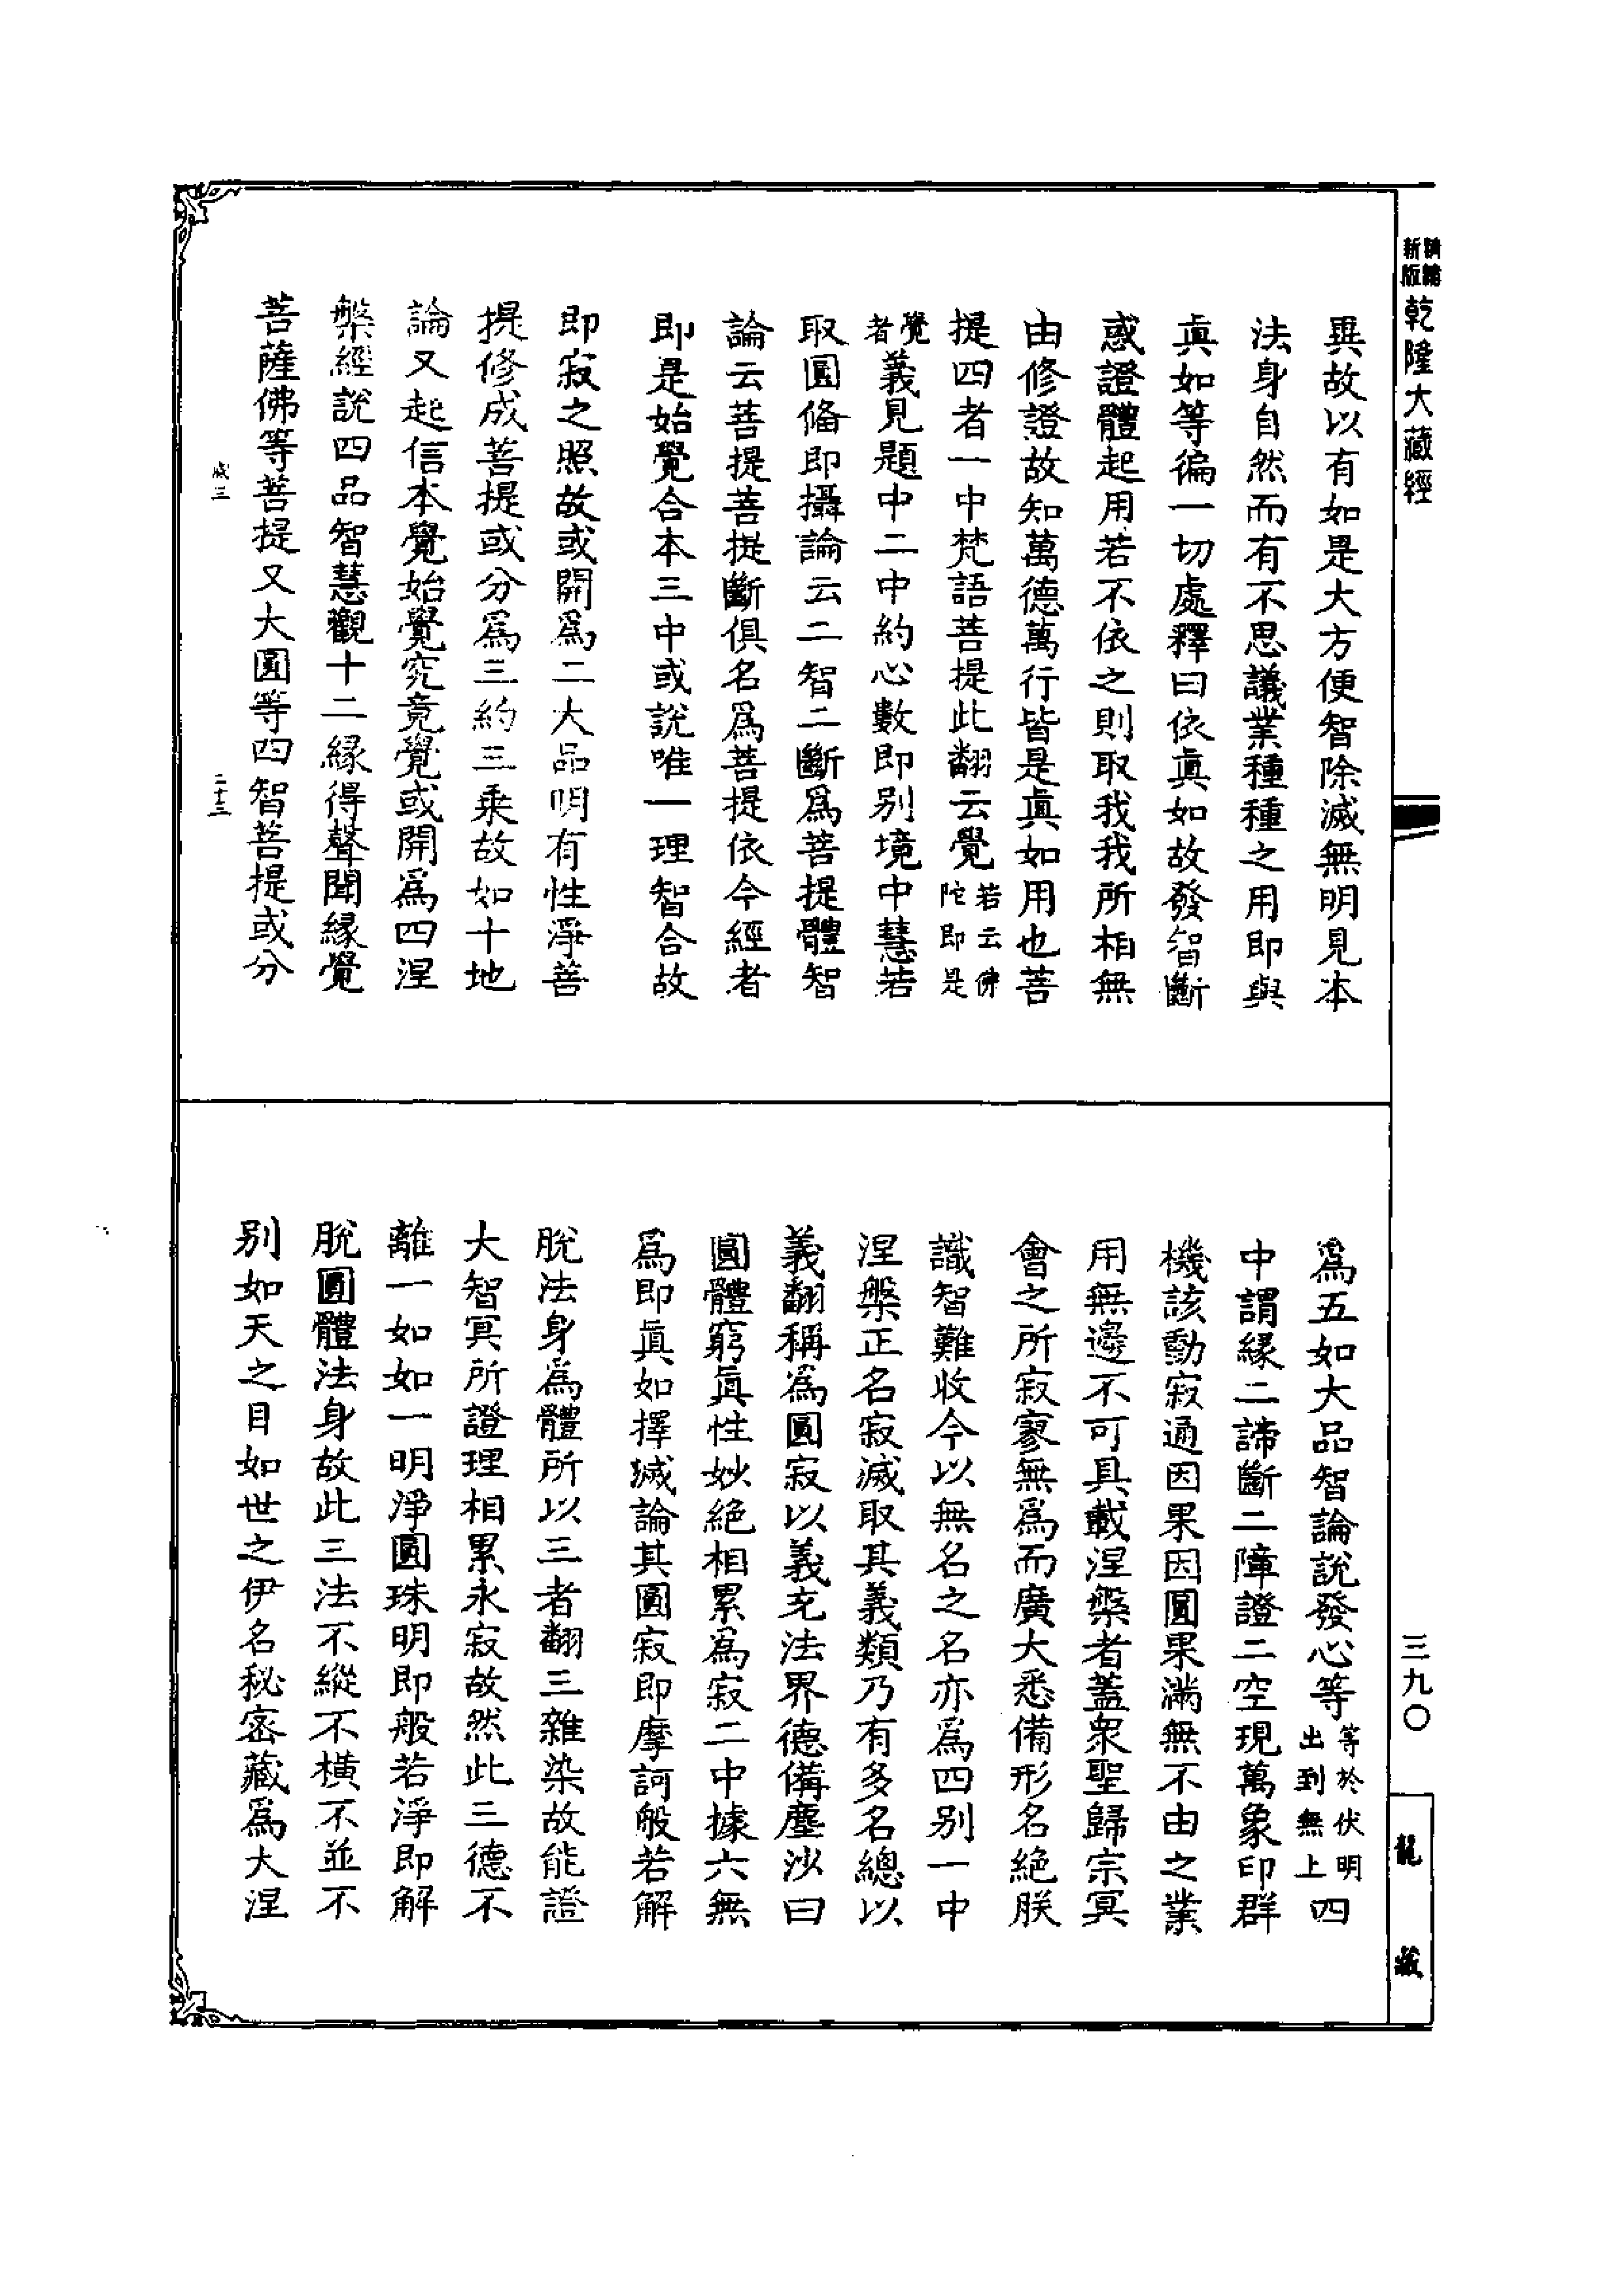 精繡
新版
乾隆大藏經
異故以有如是大方便智除滅無明見本
法身自然而有不思議業種種之用即與
眞如等徧一切處釋曰依眞如故發智斷
惑證體起用若不依之則取我我所相無
由修證故知萬德萬行皆是眞如用也菩
提四者一中梵語菩提此翻云覺若云佛陀即是
覺者義見題中二中約心數即別境中慧若
取圓俻即攝論云二智二斷爲菩提體智
論云菩提菩提斷俱名爲菩提依今經者
即是始覺合本三中或說唯一理智合故
即寂之照故或開爲二大品明有性淨菩
提修成菩提或分爲三約三乘故如十地
論又起信本覺始覺究竟覺或開爲四涅
槃經說四品智慧觀十二緣得聲聞緣覺
菩薩佛等菩提又大圓等四智菩提或分
二十三
爲五如大品智論說發心等等於伏明出到無上四
中謂緣二諦斷二障證二空現萬象印群
機該動寂通因果因圓果滿無不由之業
用無邊不可具載涅槃者蓋衆聖歸宗冥
會之所寂寥無爲而廣大悉備形名絶朕
識智難收今以無名之名亦爲四別一中
涅槃正名寂滅取其義類乃有多名總以
義翻稱爲圓寂以義充法界德備塵沙曰
圓體窮眞性妙絶相累爲寂二中據六無
爲即眞如擇滅論其圓寂即摩訶般若解
脫法身爲體所以三者翻三雜染故能證
大智冥所證理相累永寂故然此三德不
離一如如一明淨圓珠明即般若淨即解
脫圓體法身故此三法不縱不橫不並不
別如天之目如世之伊名秘密藏爲大涅
三九〇
龍藏